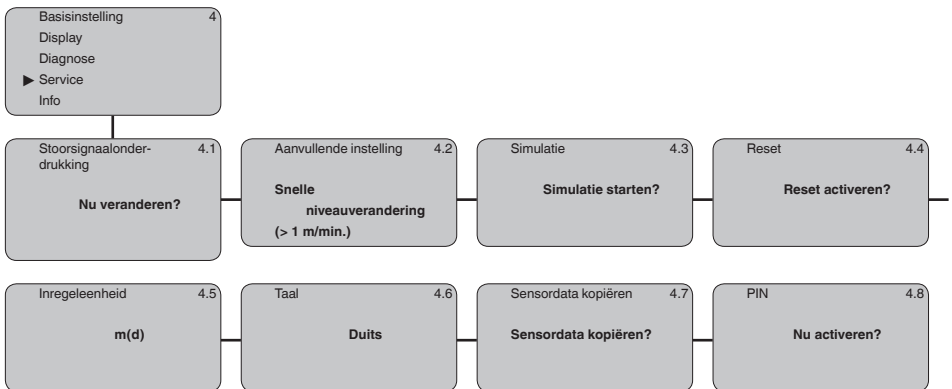 Basisinstelling 4
Display
Diagnose
▶ Service
Info
Stoorsignaalonder- 4.1
drukking
Nu veranderen?
Aanvullende instelling 4.2
Snelle
niveauverandering
(> 1 m/min.)
Simulatie 4.3
Simulatie starten?
Reset 4.4
Reset activeren?
Inregeleenheid 4.5
m(d)
Taal 4.6
Duits
Sensordata kopiëren 4.7
Sensordata kopiëren?
PIN 4.8
Nu activeren?